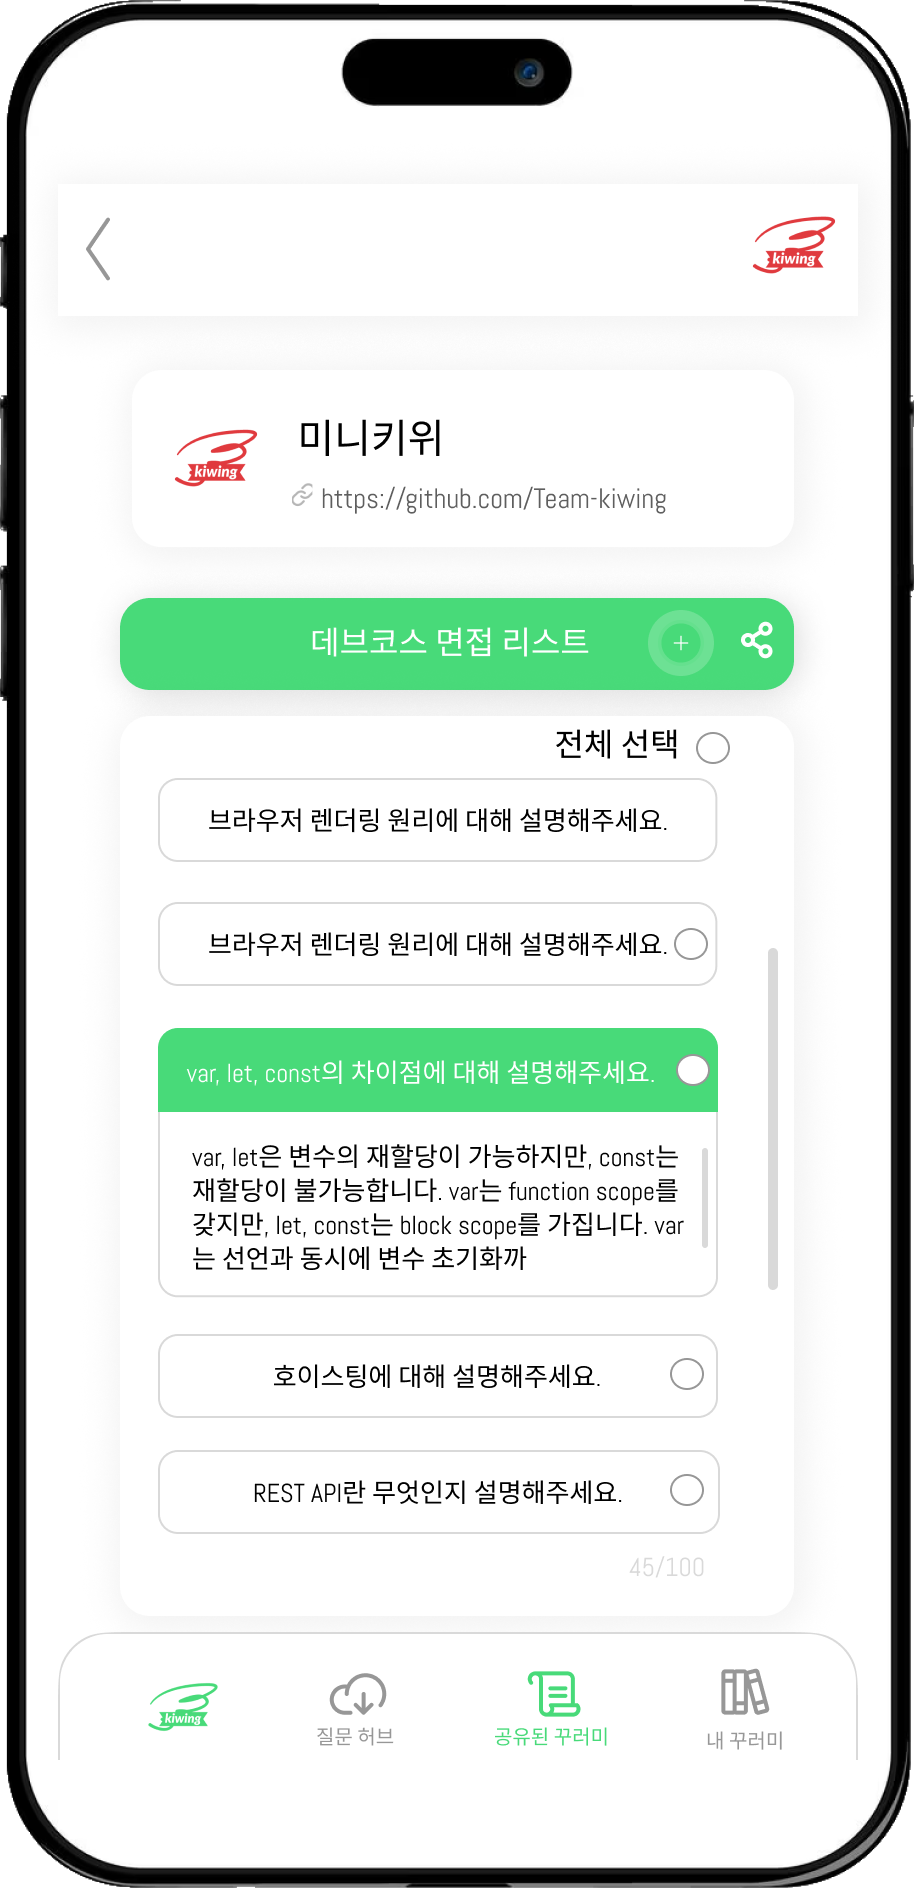 kiwing
kiwing
미니키위
https://github.com/Team-kiwing
데브코스 면접 리스트
+
전체 선택
브라우저 렌더링 원리에 대해 설명해주세요.
브라우저 렌더링 원리에 대해 설명해주세요.
var, let, const의 차이점에 대해 설명해주세요.
var, let은 변수의 재할당이 가능하지만, const는
재할당이 불가능합니다. var는 function scope를
갖지만, let, const는 block scope를 가집니다. var
는 선언과 동시에 변수 초기화까
호이스팅에 대해 설명해주세요.
REST API란 무엇인지 설명해주세요.
45/100
kiwing
질문 허브
공유된 꾸러미
내 꾸러미